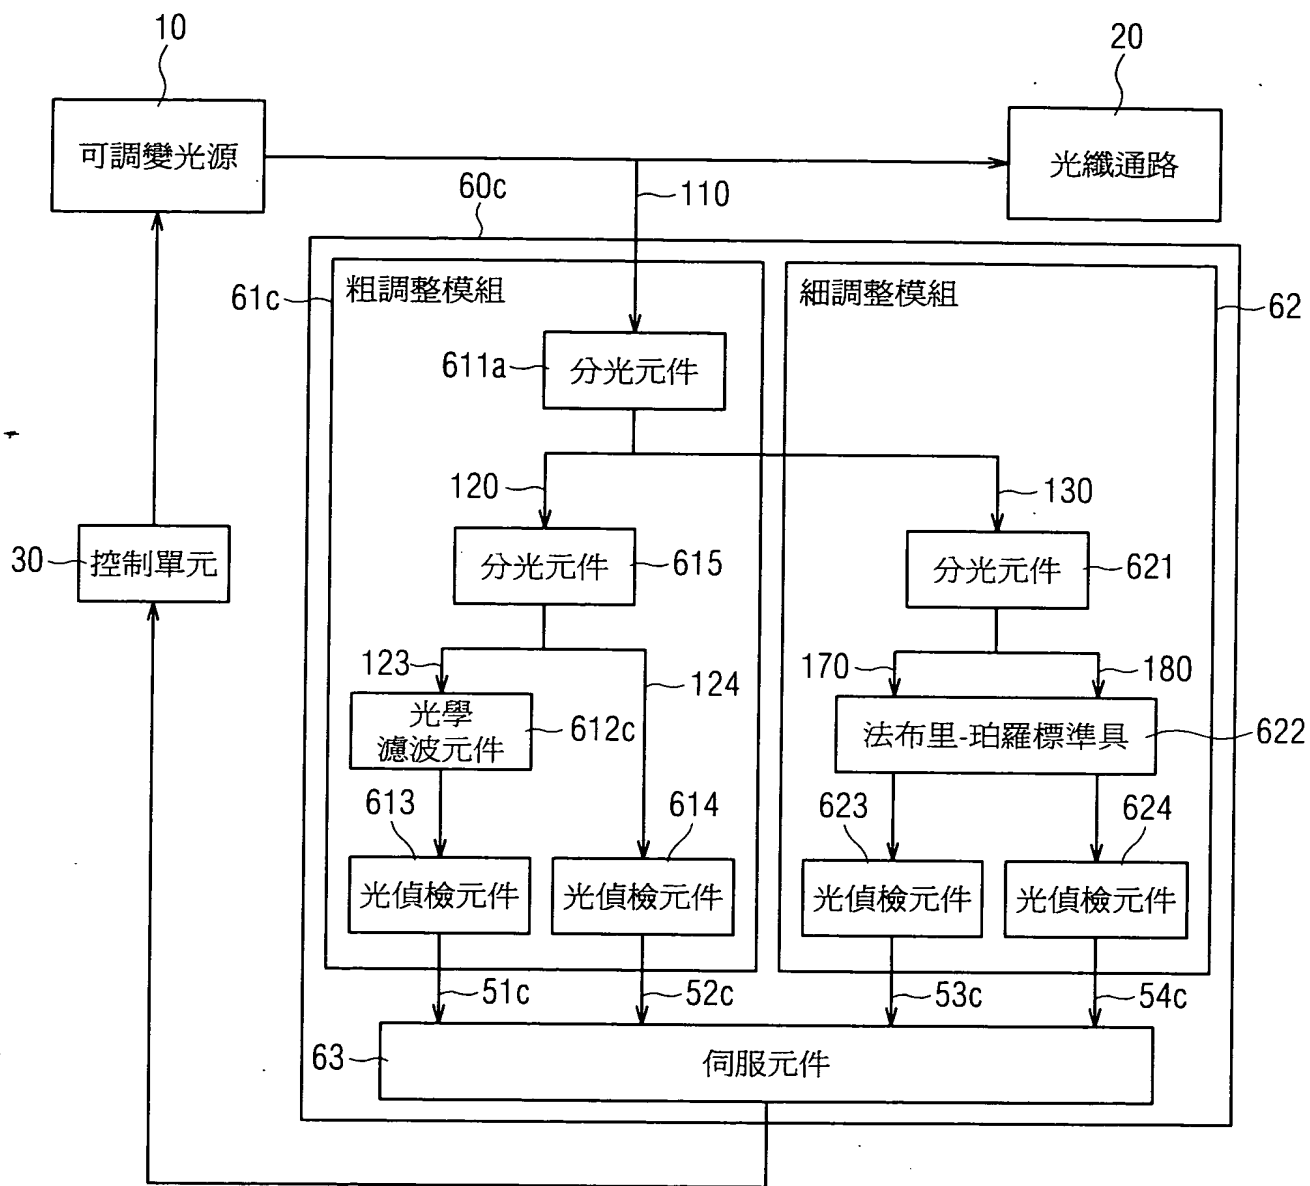 10
20
可調變光源
光纖通路
60c
110
61c
粗調整模組
細調整模組
62
611a
分光元件
120
130
30
控制單元
分光元件
615
分光元件
621
123
124
170
180
光學
濾波元件
612c
法布里-珀羅標準具
622
613
614
623
624
光偵檢元件
光偵檢元件
光偵檢元件
光偵檢元件
51c
52c
53c
54c
63
伺服元件